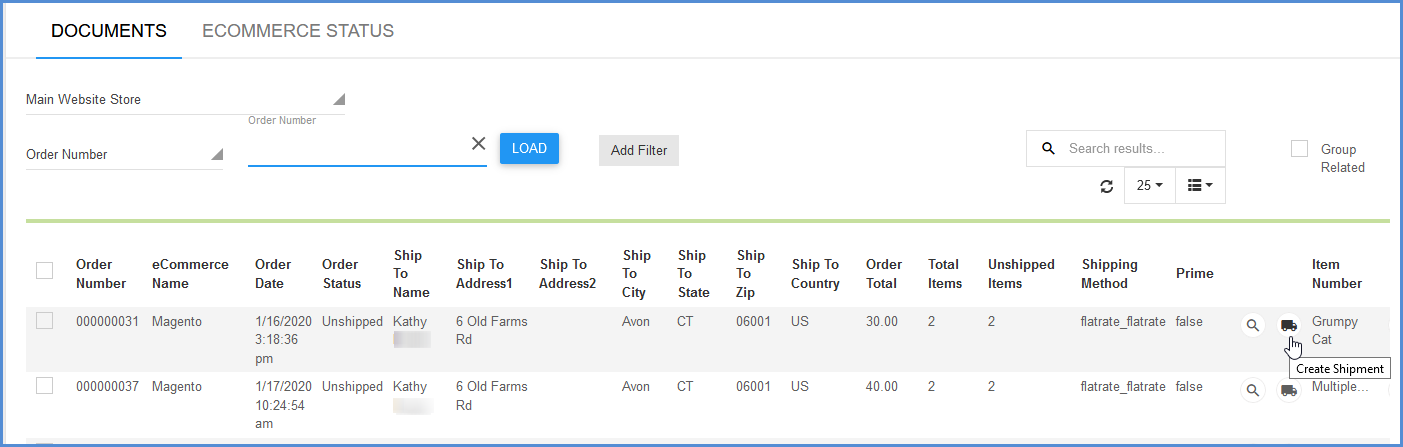 DOCUMENTS ECOMMERCE STATUS
Main Website Store
Order Number
Order Number LOAD Add Filter Search results... Group
Related
25
Order
Number eCommerce
Name Order
Date Order
Status Ship
To
Name Ship To
Address1 Ship To
Address2 Ship
To
City Ship
To
State Ship
To
Zip Ship To
Country Order
Total Total
Items Unshipped
Items Shipping
Method Prime Item
Number
000000031 Magento 1/16/2020
3:18:36
pm Unshipped Kathy 6 Old Farms
Rd Avon CT 06001 US 30.00 2 2 flatrate_flatrate false Grumpy
Cat
Create Shipment
000000037 Magento 1/17/2020
10:24:54
am Unshipped Kathy 6 Old Farms
Rd Avon CT 06001 US 40.00 2 2 flatrate_flatrate false Multiple...